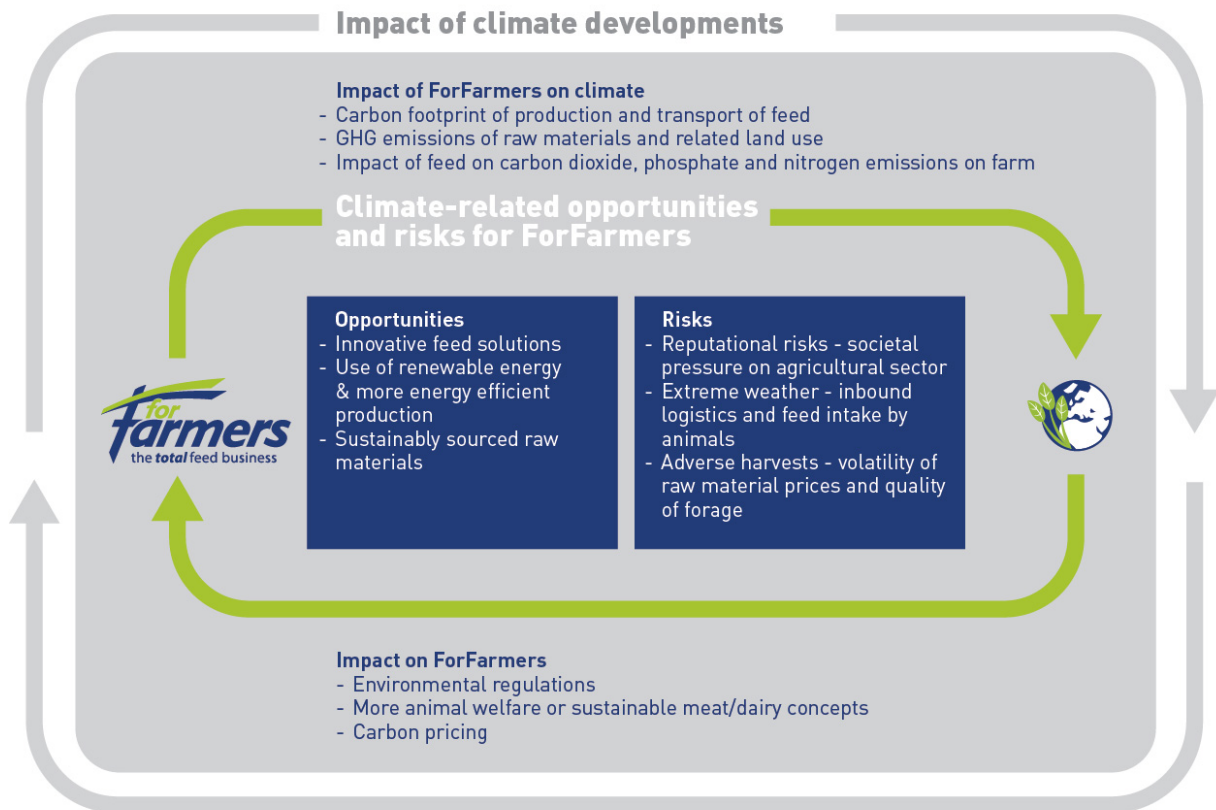 Impact of climate developments
Impact of ForFarmers on climate
- Carbon footprint of production and transport of feed
- GHG emissions of raw materials and related land use
- Impact of feed on carbon dioxide, phosphate and nitrogen emissions on farm
Climate-related opportunities
and risks for ForFarmers
for
farmers
the total feed business
Opportunities
- Innovative feed solutions
- Use of renewable energy
& more energy efficient
production
- Sustainably sourced raw
materials
Risks
- Reputational risks - societal
pressure on agricultural sector
- Extreme weather - inbound
logistics and feed intake by
animals
- Adverse harvests - volatility of
raw material prices and quality
of forage
Impact on ForFarmers
- Environmental regulations
- More animal welfare or sustainable meat/dairy concepts
- Carbon pricing